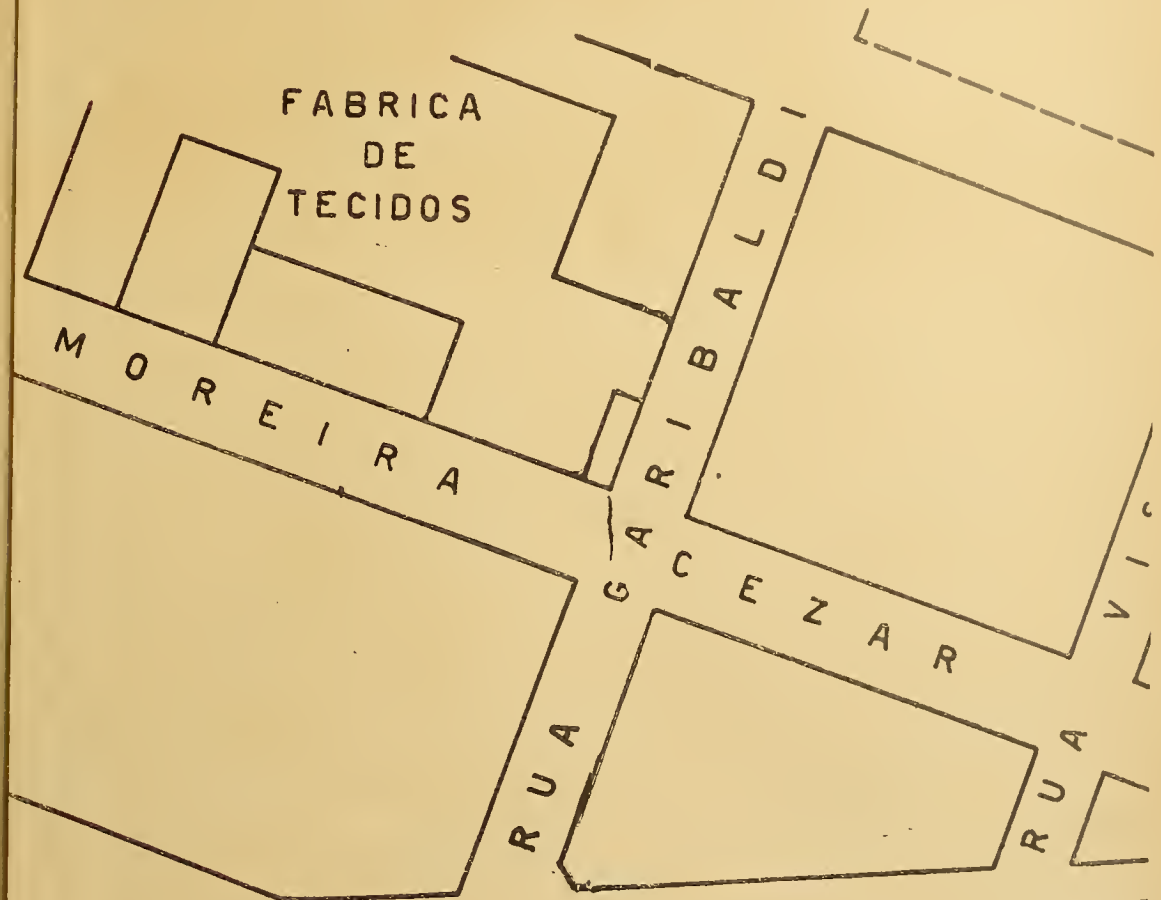 FABRICA
DE
TECIDOS
MOREIRA CEZAR
RUA GARIBALDI
RUA